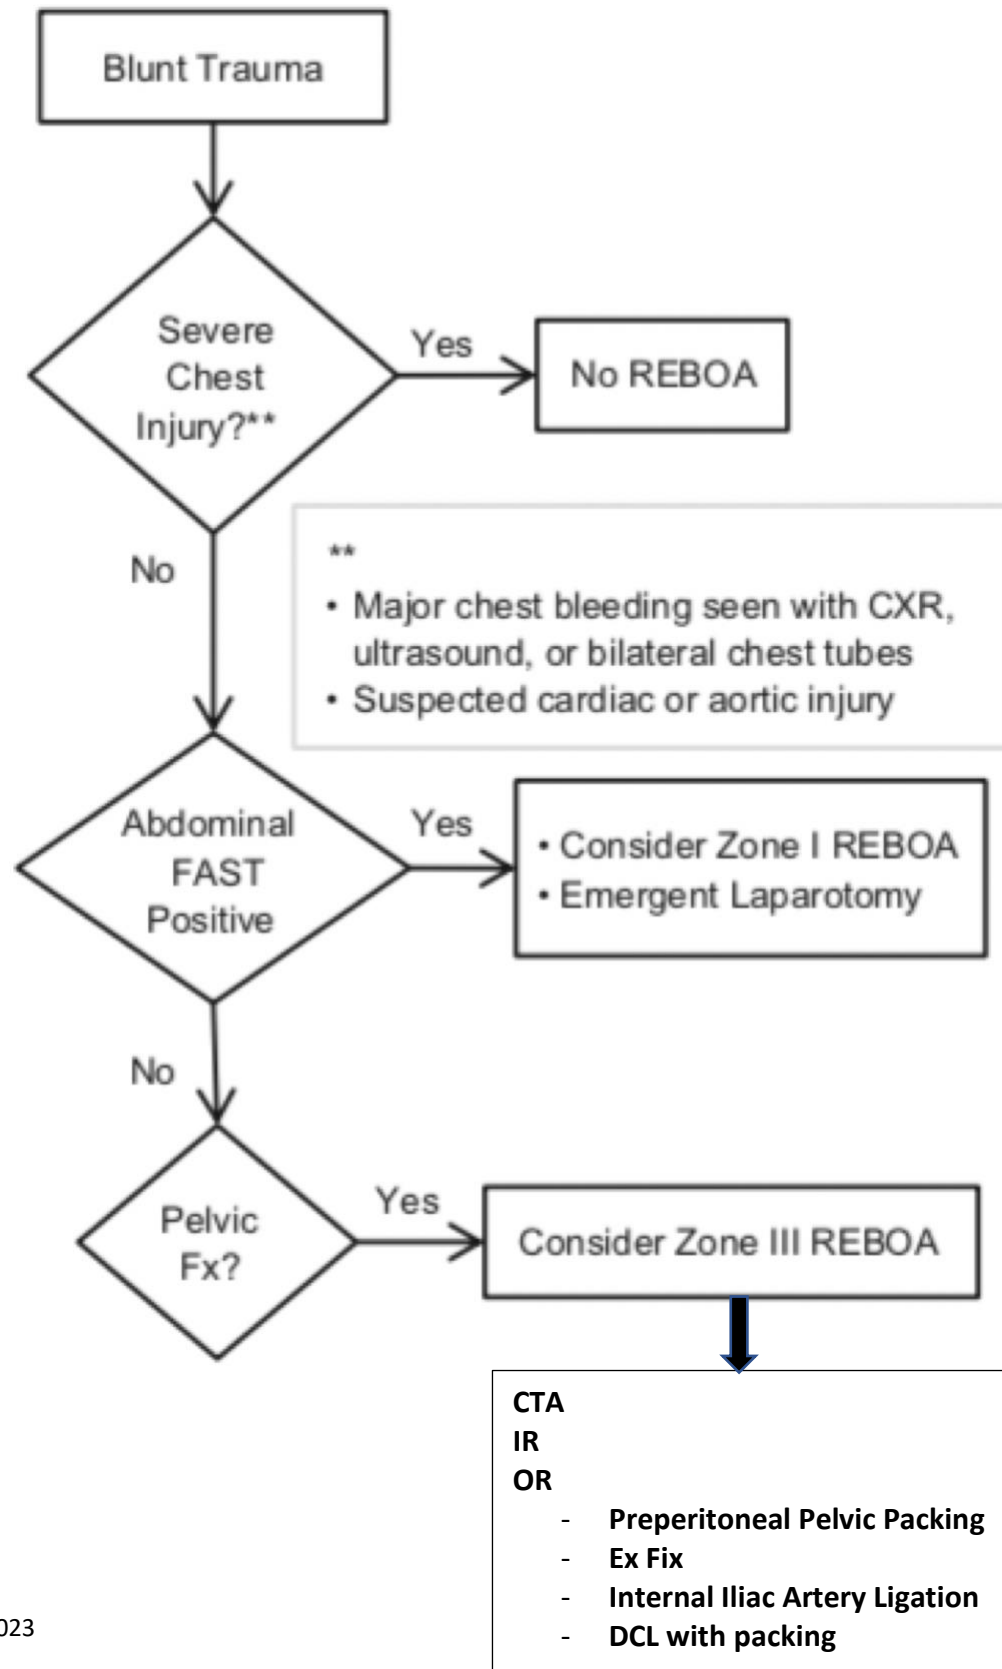 Blunt Trauma
Severe
Chest
Injury?**
Yes
No REBOA
No
**
• Major chest bleeding seen with CXR,
ultrasound, or bilateral chest tubes
• Suspected cardiac or aortic injury
Abdominal
FAST
Positive
Yes
• Consider Zone I REBOA
• Emergent Laparotomy
No
Pelvic
Fx?
Yes
Consider Zone III REBOA
CTA
IR
OR
- Preperitoneal Pelvic Packing
- Ex Fix
- Internal Iliac Artery Ligation
- DCL with packing
023